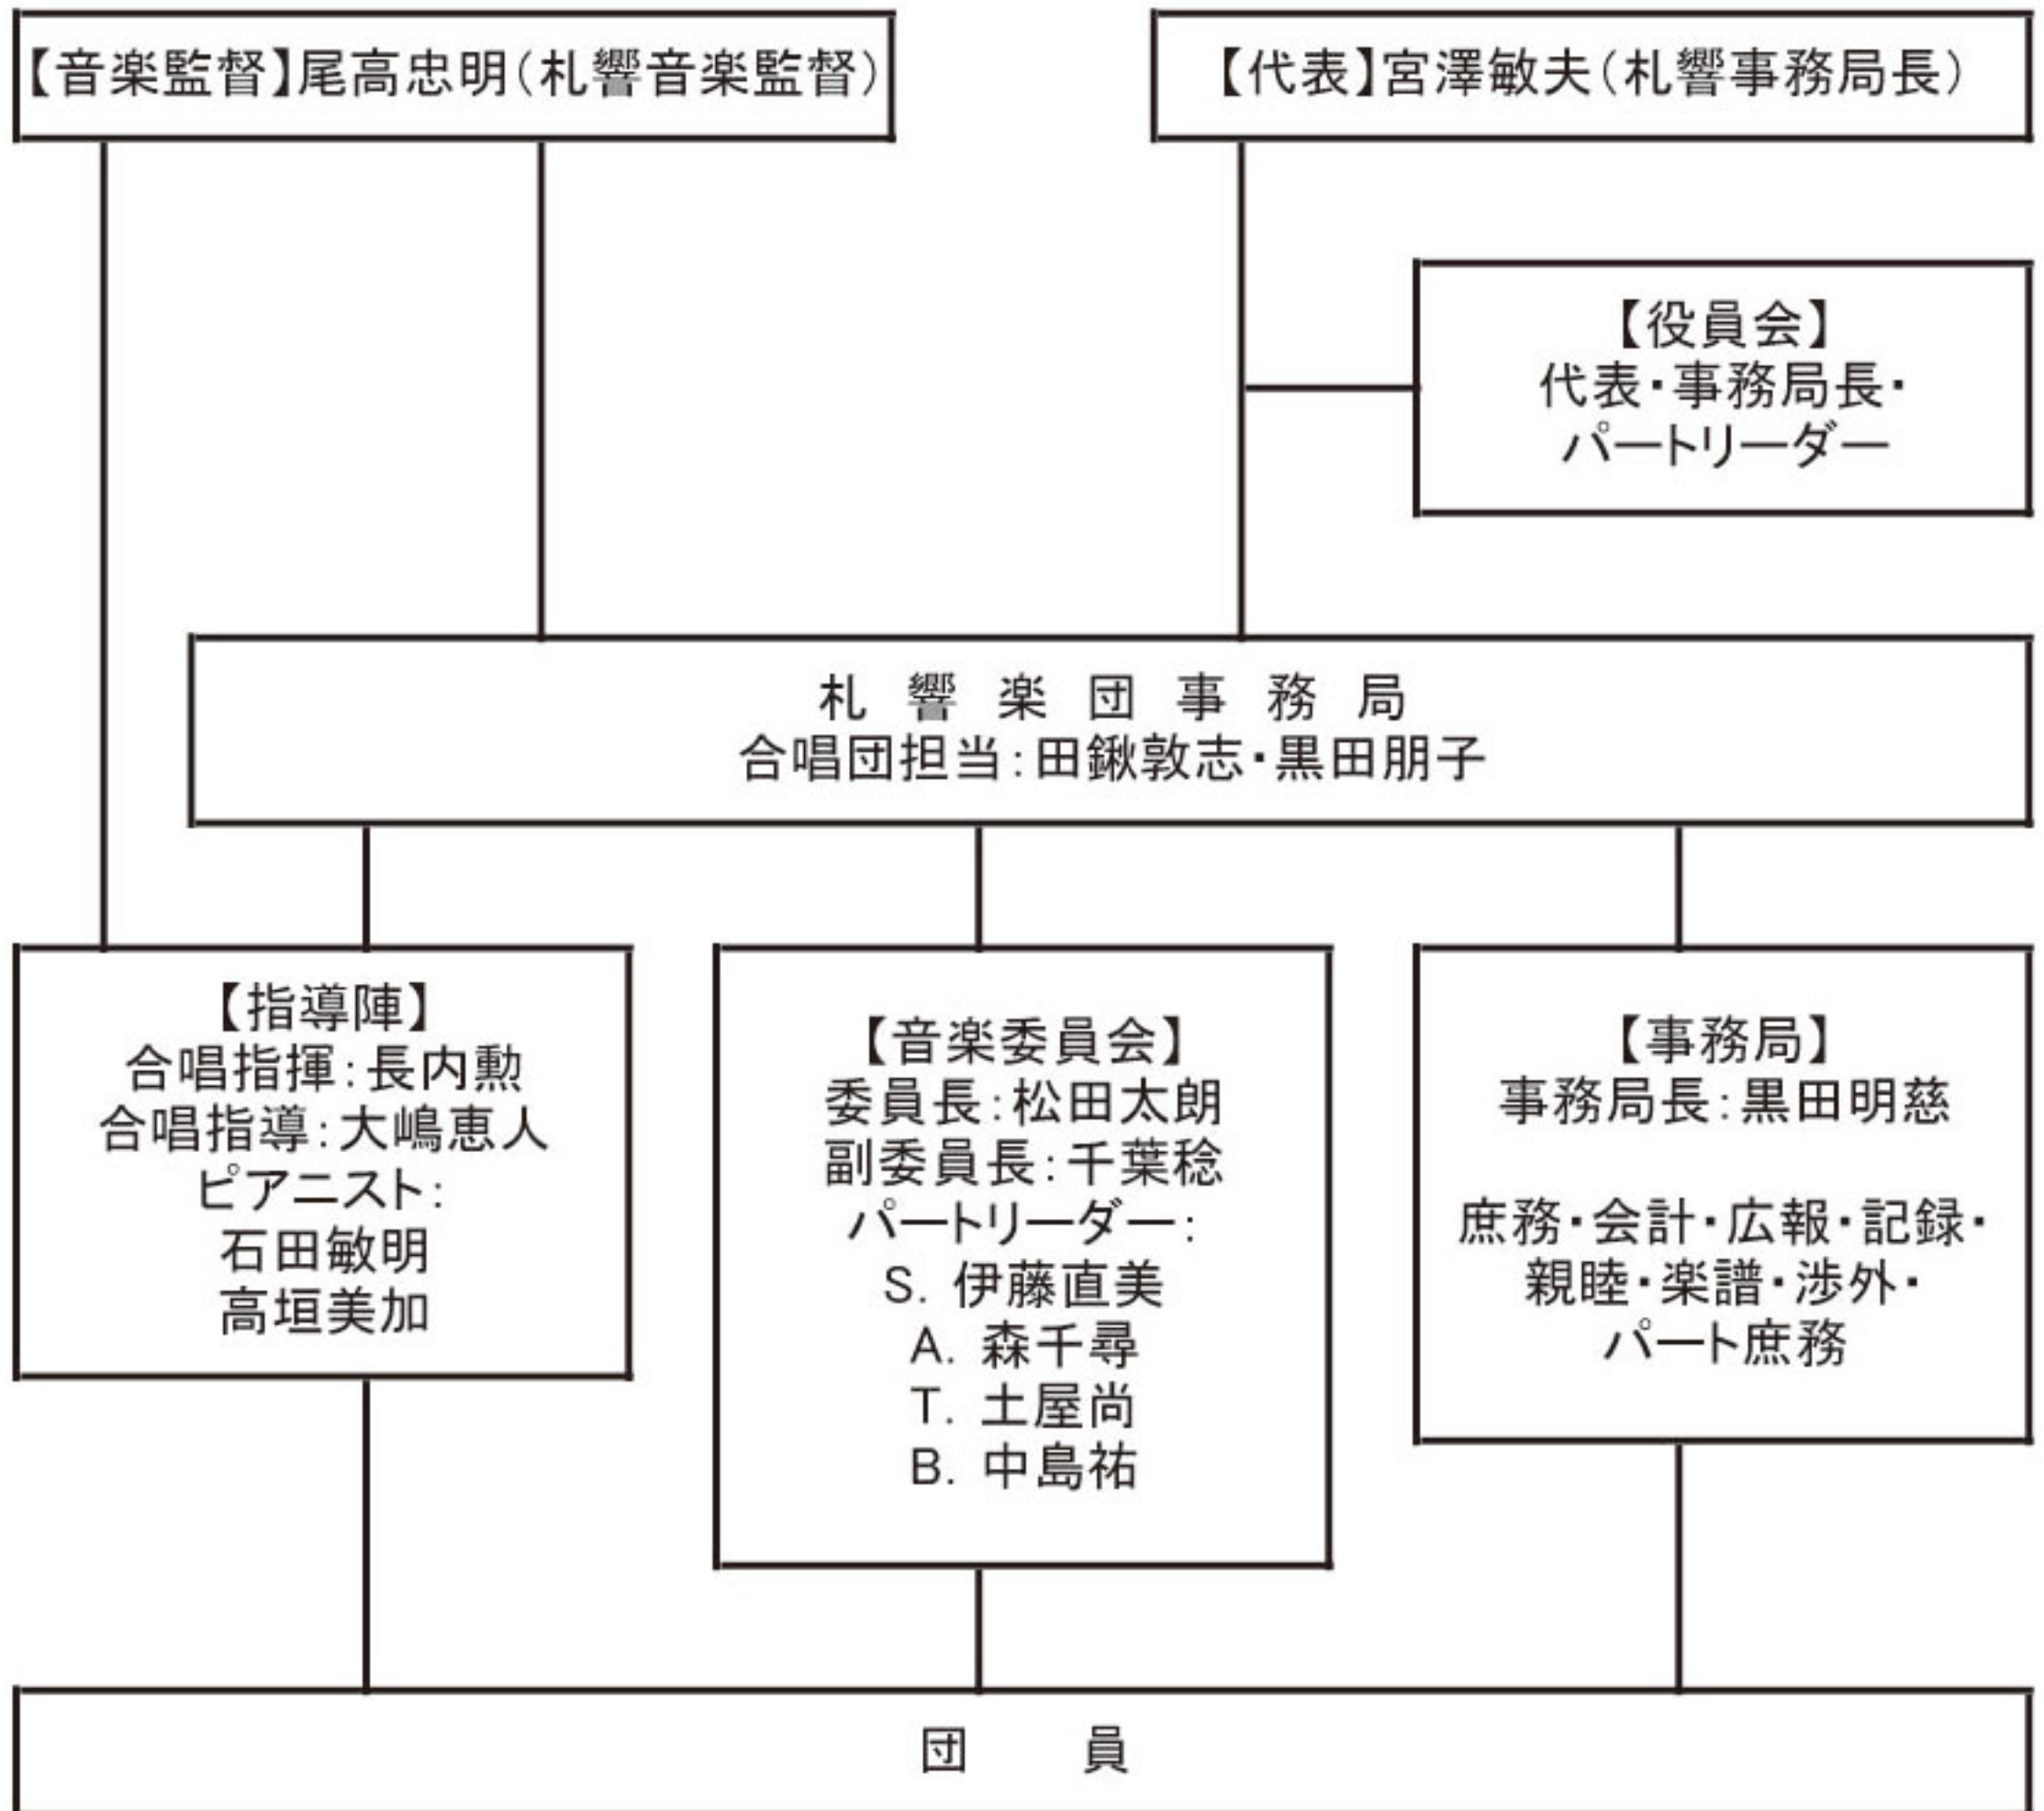 【音楽監督】尾高忠明(札響音楽監督)
【代表】宮澤敏夫(札響事務局長)
【役員会】
代表・事務局長・
パートリーダー
札響楽団事務局
合唱団担当:田鍬敦志・黒田朋子
【指導陣】
合唱指揮:長内勲
合唱指導:大嶋恵人
ピアニスト:
石田敏明
高垣美加
【音楽委員会】
委員長:松田太朗
副委員長:千葉稔
パートリーダー:
S. 伊藤直美
A. 森千尋
T. 土屋尚
B. 中島祐
【事務局】
事務局長:黒田明慈
庶務・会計・広報・記録・
親睦・楽譜・渉外・
パート庶務
団員